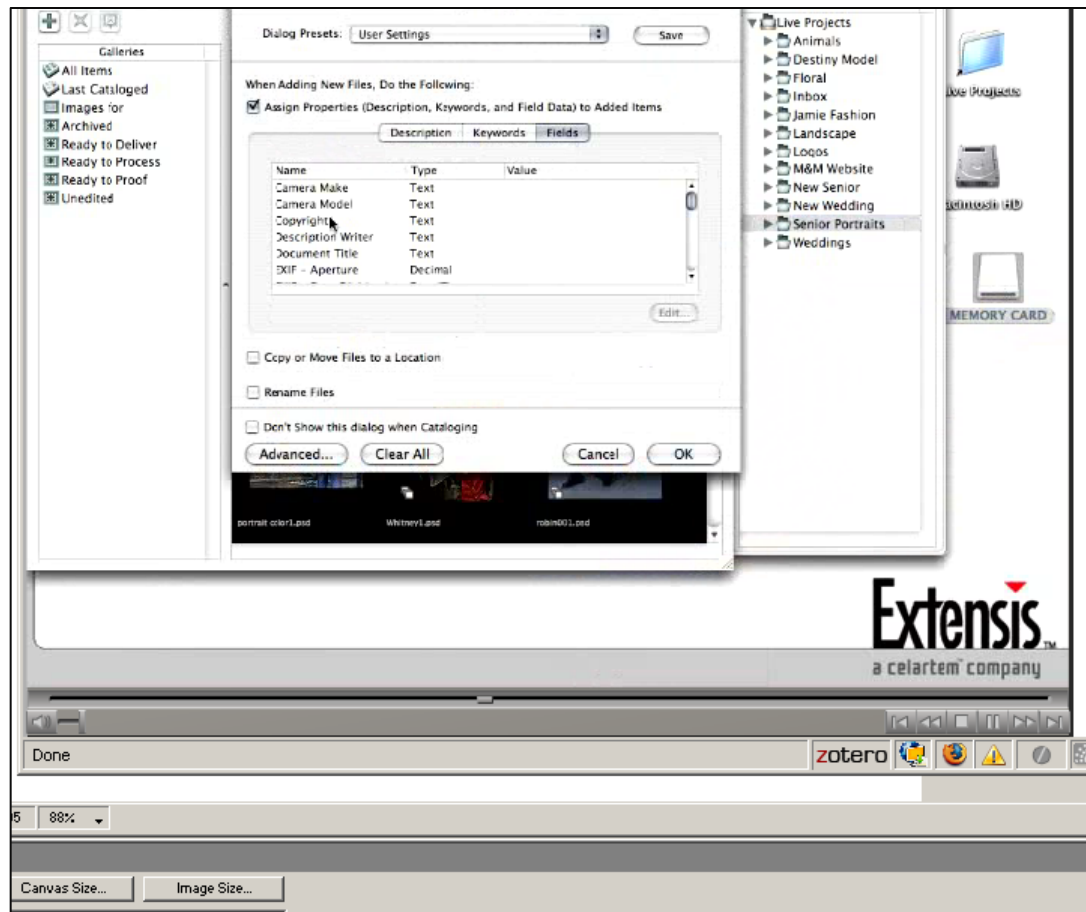 Dialog Presets: User Settings Save
Galleries
All Items
Last Cataloged
Images for
Archived
Ready to Deliver
Ready to Process
Ready to Proof
Unedited
When Adding New Files, Do the Following:
Assign Properties (Description, Keywords, and Field Data) to Added Items
Description Keywords Fields
Name Type Value
Camera Make Text
Camera Model Text
Copyright Text
Description Writer Text
Document Title Text
EXIF - Aperture Decimal
Edit...
Copy or Move Files to a Location
Rename Files
Don't Show this dialog when Cataloging
Advanced... Clear All Cancel OK
portrait color1.psd Whitney1.psd robin001.psd
Live Projects
Animals
Destiny Model
Floral
Inbox
Jamie Fashion
Landscape
Logos
M&M Website
New Senior
New Wedding
Senior Portraits
Weddings
Live Projects
Macintosh HD
MEMORY CARD
Extensis TM
a celartem company
Done
zotero
88%
Canvas Size... Image Size...